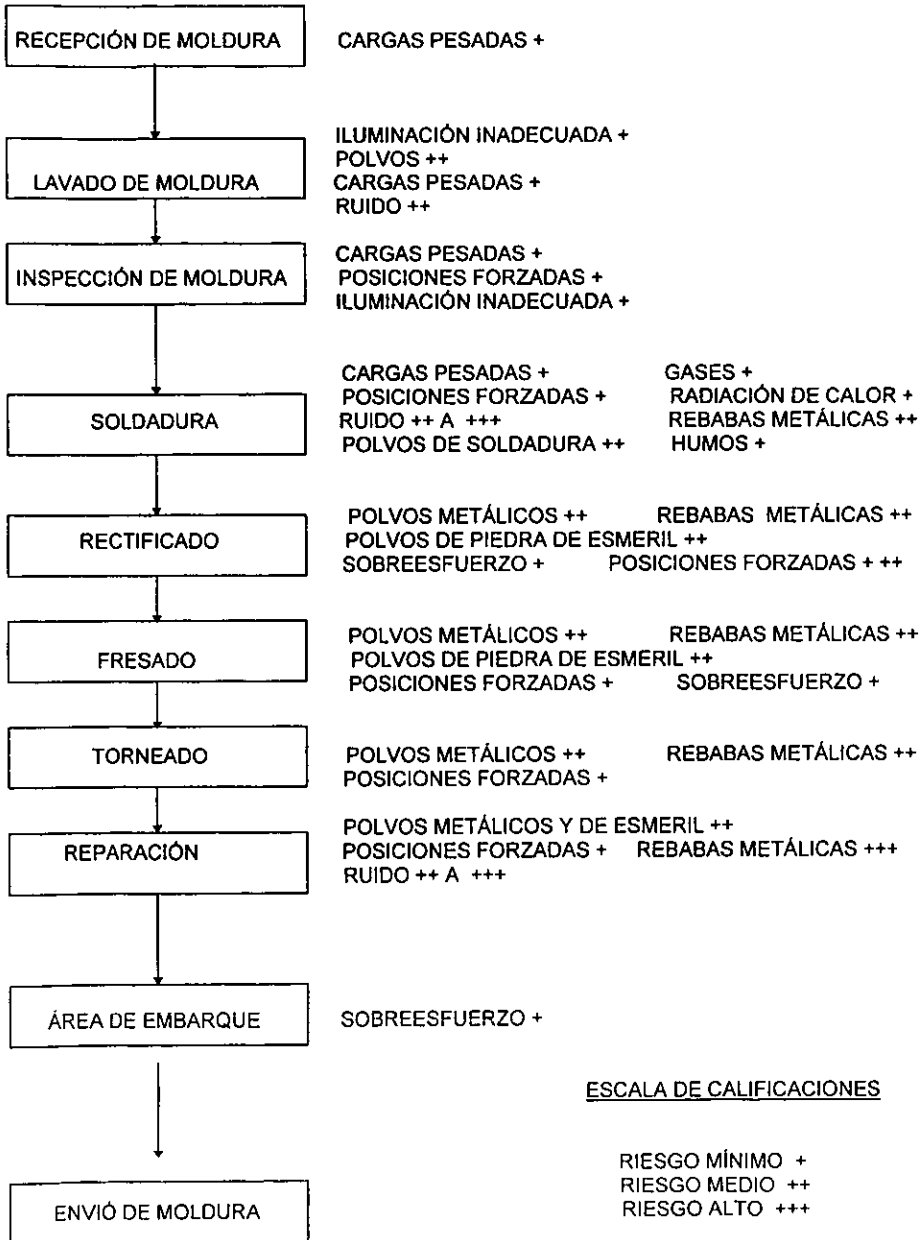 RECEPCIÓN DE MOLDURA
CARGAS PESADAS +
LAVADO DE MOLDURA
ILUMINACIÓN INADECUADA +
POLVOS ++
CARGAS PESADAS +
RUIDO ++
INSPECCIÓN DE MOLDURA
CARGAS PESADAS +
POSICIONES FORZADAS +
ILUMINACIÓN INADECUADA +
SOLDADURA
CARGAS PESADAS + GASES +
POSICIONES FORZADAS + RADIACIÓN DE CALOR +
RUIDO ++ A +++ REBABAS METÁLICAS ++
POLVOS DE SOLDADURA ++ HUMOS +
RECTIFICADO
POLVOS METÁLICOS ++ REBABAS METÁLICAS ++
POLVOS DE PIEDRA DE ESMERIL ++
SOBREESFUERZO + POSICIONES FORZADAS + ++
FRESADO
POLVOS METÁLICOS ++ REBABAS METÁLICAS ++
POLVOS DE PIEDRA DE ESMERIL ++
POSICIONES FORZADAS + SOBREESFUERZO +
TORNEADO
POLVOS METÁLICOS ++ REBABAS METÁLICAS ++
POSICIONES FORZADAS +
REPARACIÓN
POLVOS METÁLICOS Y DE ESMERIL ++
POSICIONES FORZADAS + REBABAS METÁLICAS +++
RUIDO ++ A +++
ÁREA DE EMBARQUE
SOBREESFUERZO +
ENVIÓ DE MOLDURA
ESCALA DE CALIFICACIONES
RIESGO MÍNIMO +
RIESGO MEDIO ++
RIESGO ALTO +++